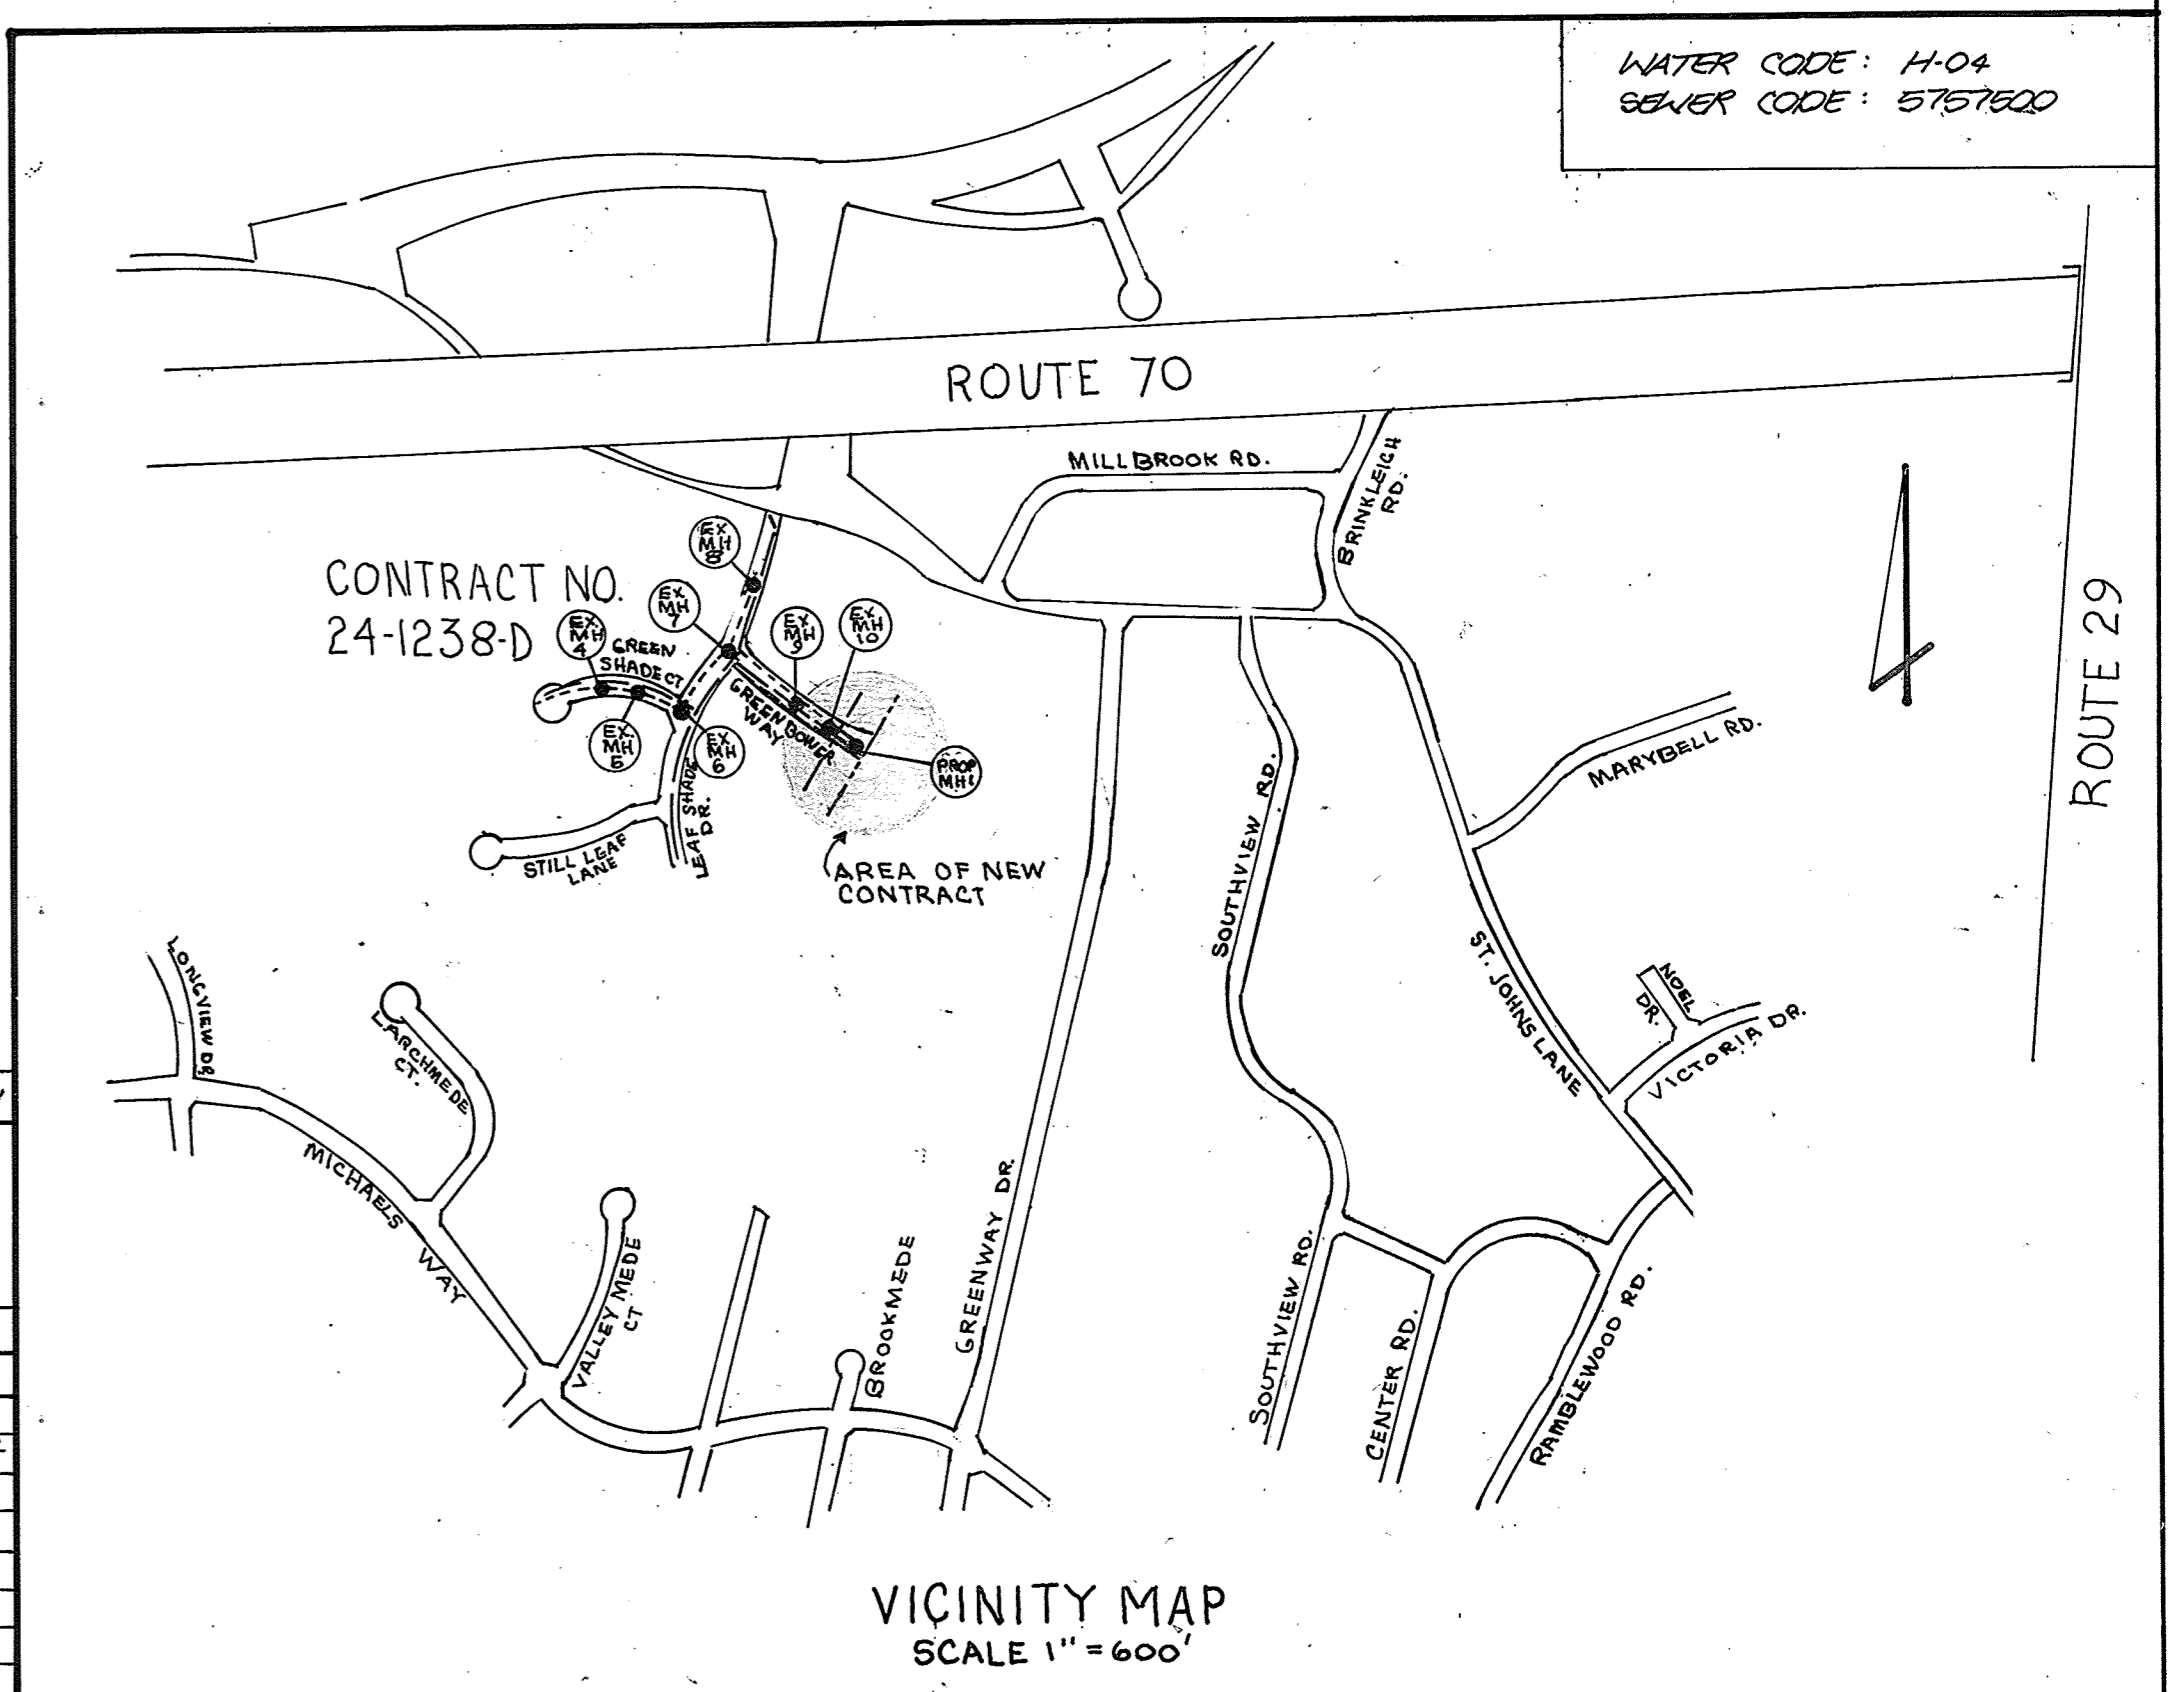 WATER CODE: H-04
SEWER CODE: 5757500
ROUTE 70
MILLBROOK RD.
BRINKLEIGH
RD.
CONTRACT NO.
24-1238-D
EX
MH
8
EX
MH
7
EX.
MH
4
EX
MH
9
EX
MH
10
GREEN
SHADE CT
GREEN BOWER
WAY
EX.
MH
5
EX
MH
6
PROP
MH1
LEAF SHADE
DR.
STILL LEAF
LANE
AREA OF NEW
CONTRACT
SOUTHVIEW RD.
MARYBELL RD.
ROUTE 29
ST. JOHNS LANE
NOEL
DR.
VICTORIA DR.
LONGVIEW DR
LARCHMEDE
CT.
MICHAELS WAY
VALLEY MEDE
CT
BROOKMEDE
GREENWAY DR.
SOUTHVIEW RD.
CENTER RD.
RAMBLEWOOD RD.
VICINITY MAP
SCALE 1" = 600'